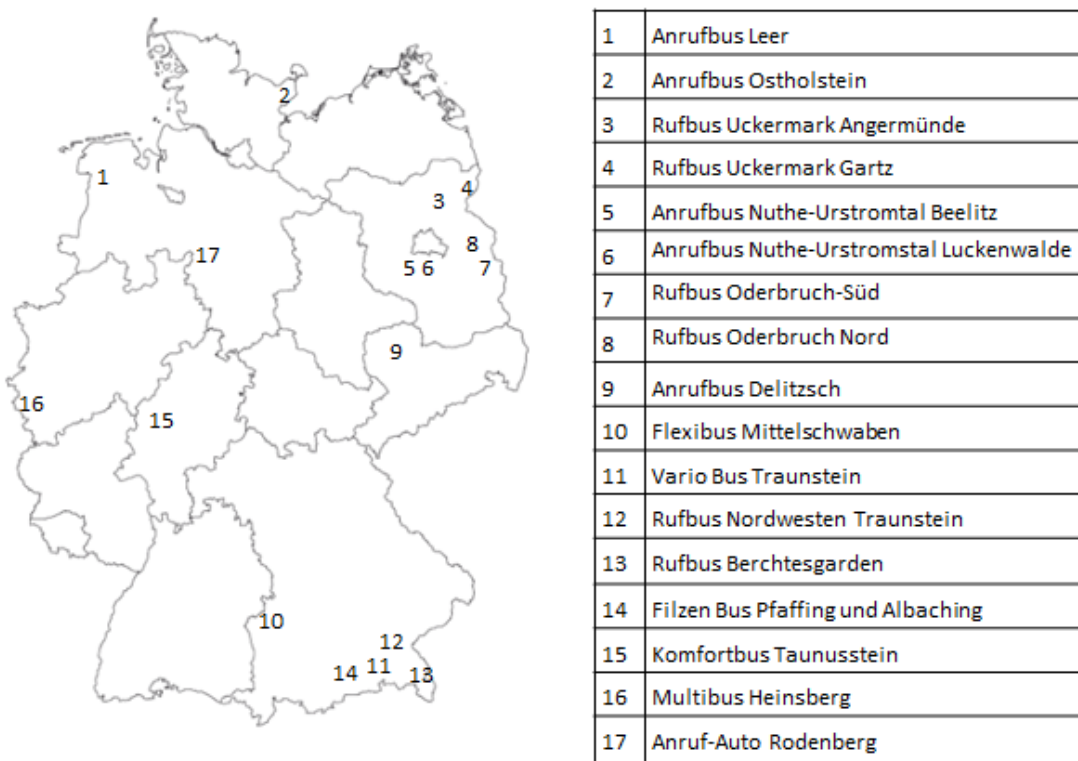 2
1
4
3
17
8
5 6 7
9
16
15
10
12
14 11 13
1 Anrufbus Leer
2 Anrufbus Ostholstein
3 Rufbus Uckermark Angermünde
4 Rufbus Uckermark Gartz
5 Anrufbus Nuthe-Urstromtal Beelitz
6 Anrufbus Nuthe-Urstromstal Luckenwalde
7 Rufbus Oderbruch-Süd
8 Rufbus Oderbruch Nord
9 Anrufbus Delitzsch
10 Flexibus Mittelschwaben
11 Vario Bus Traunstein
12 Rufbus Nordwesten Traunstein
13 Rufbus Berchtesgarden
14 Filzen Bus Pfaffing und Albaching
15 Komfortbus Taunusstein
16 Multibus Heinsberg
17 Anruf-Auto Rodenberg